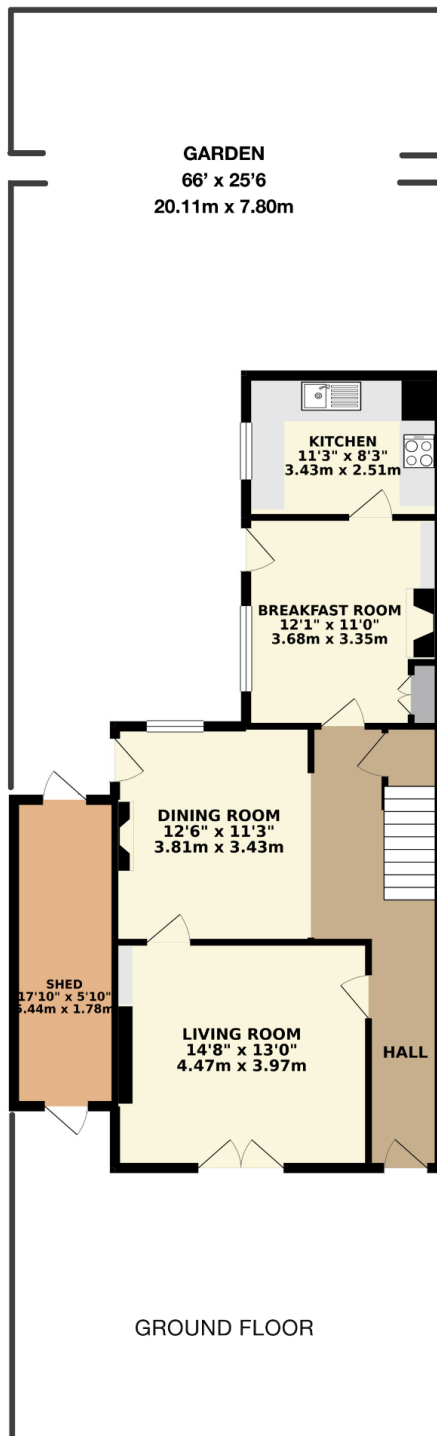 GARDEN
66' x 25'6
20.11m x 7.80m
KITCHEN
11'3" x 8'3"
3.43m x 2.51m
BREAKFAST ROOM
12'1" x 11'0"
3.68m x 3.35m
DINING ROOM
12'6" x 11'3"
3.81m x 3.43m
SHED
17'10" x 5'10"
5.44m x 1.78m
LIVING ROOM
14'8" x 13'0"
4.47m x 3.97m
HALL
GROUND FLOOR